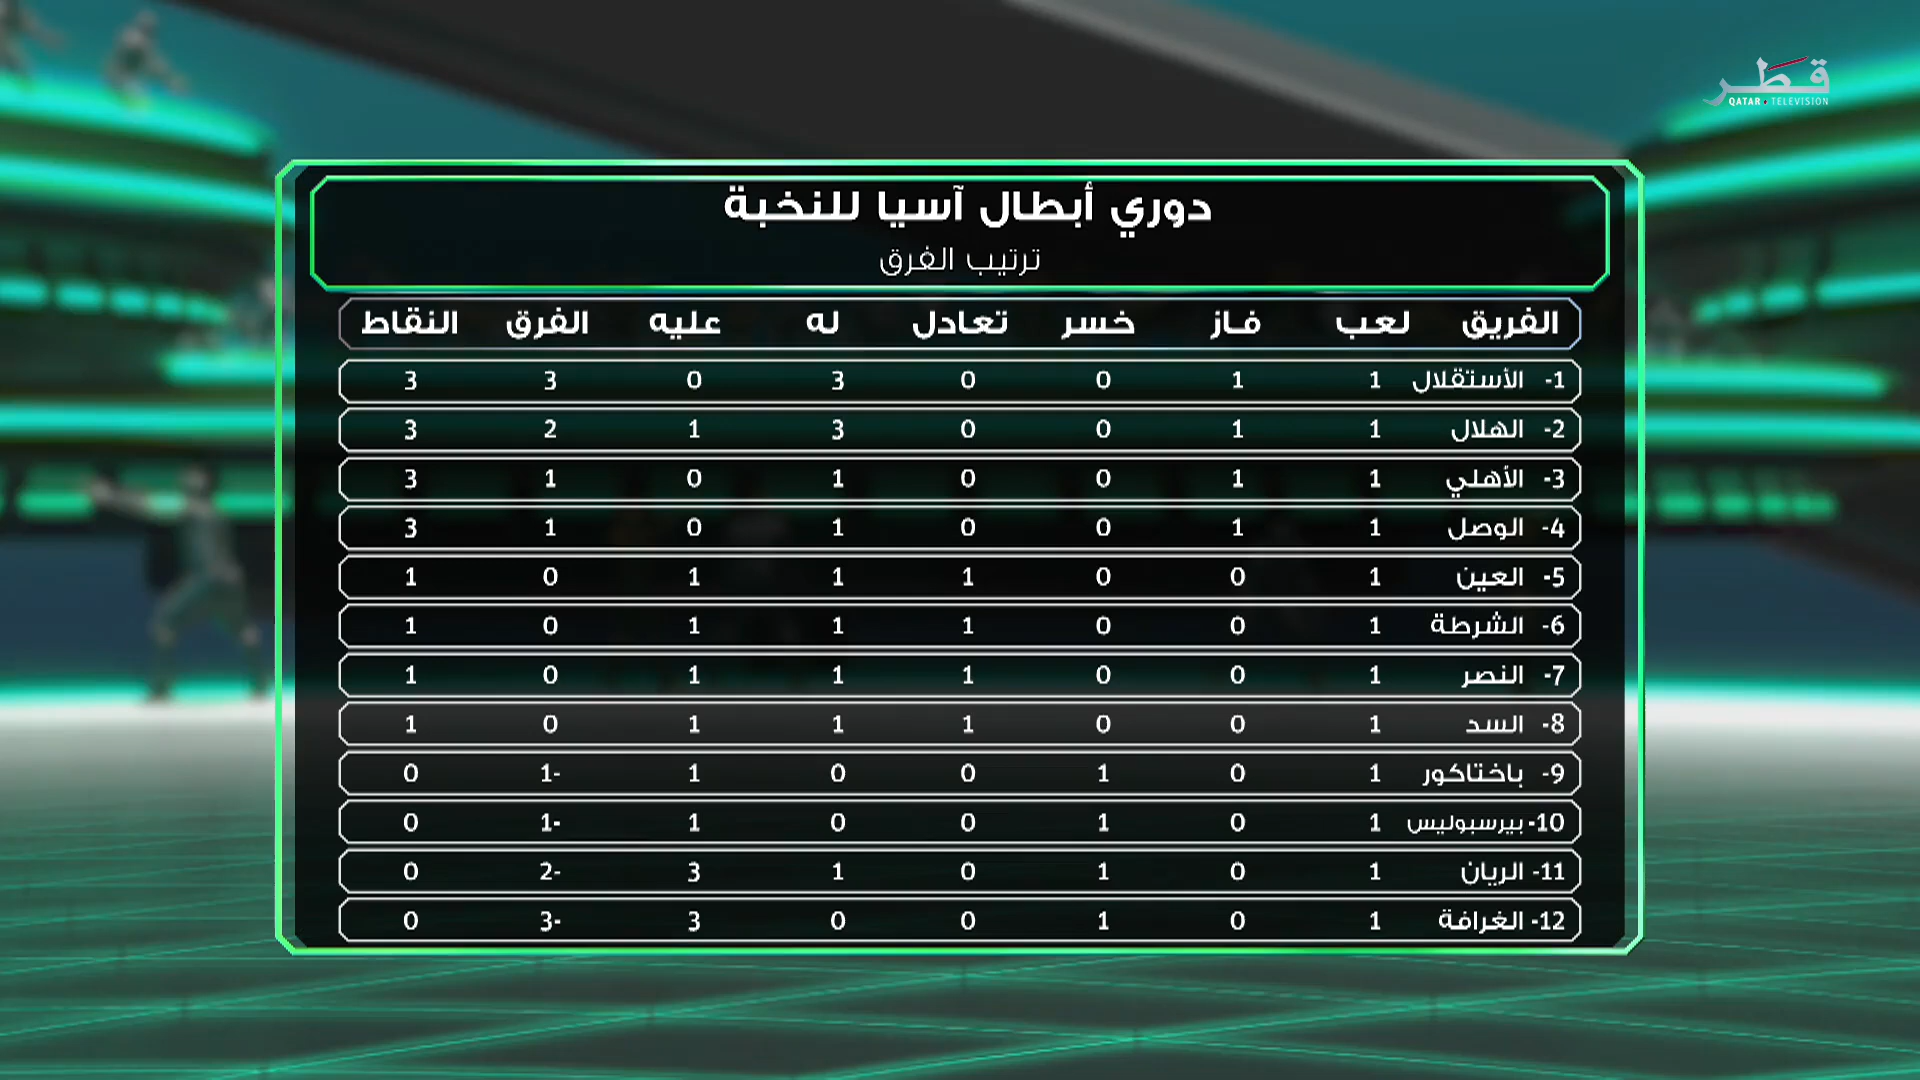 قطر
QATAR TELEVISION
دوري أبطال آسيا للنخبة
ترتيب الفرق
الفريق لعب فاز خسر تعادل له عليه الفرق النقاط
1- الأستقلال 1 1 0 0 3 0 3 3
2- الهلال 1 1 0 0 3 1 2 3
3- الأهلي 1 1 0 0 1 0 1 3
4- الوصل 1 1 0 0 1 0 1 3
5- العين 1 0 0 1 1 1 0 1
6- الشرطة 1 0 0 1 1 1 0 1
7- النصر 1 0 0 1 1 1 0 1
8- السد 1 0 0 1 1 1 0 1
9- باختاكور 1 0 1 0 0 1 -1 0
10- بيرسبوليس 1 0 1 0 0 1 -1 0
11- الريان 1 0 1 0 1 3 -2 0
12- الغرافة 1 0 1 0 0 3 -3 0